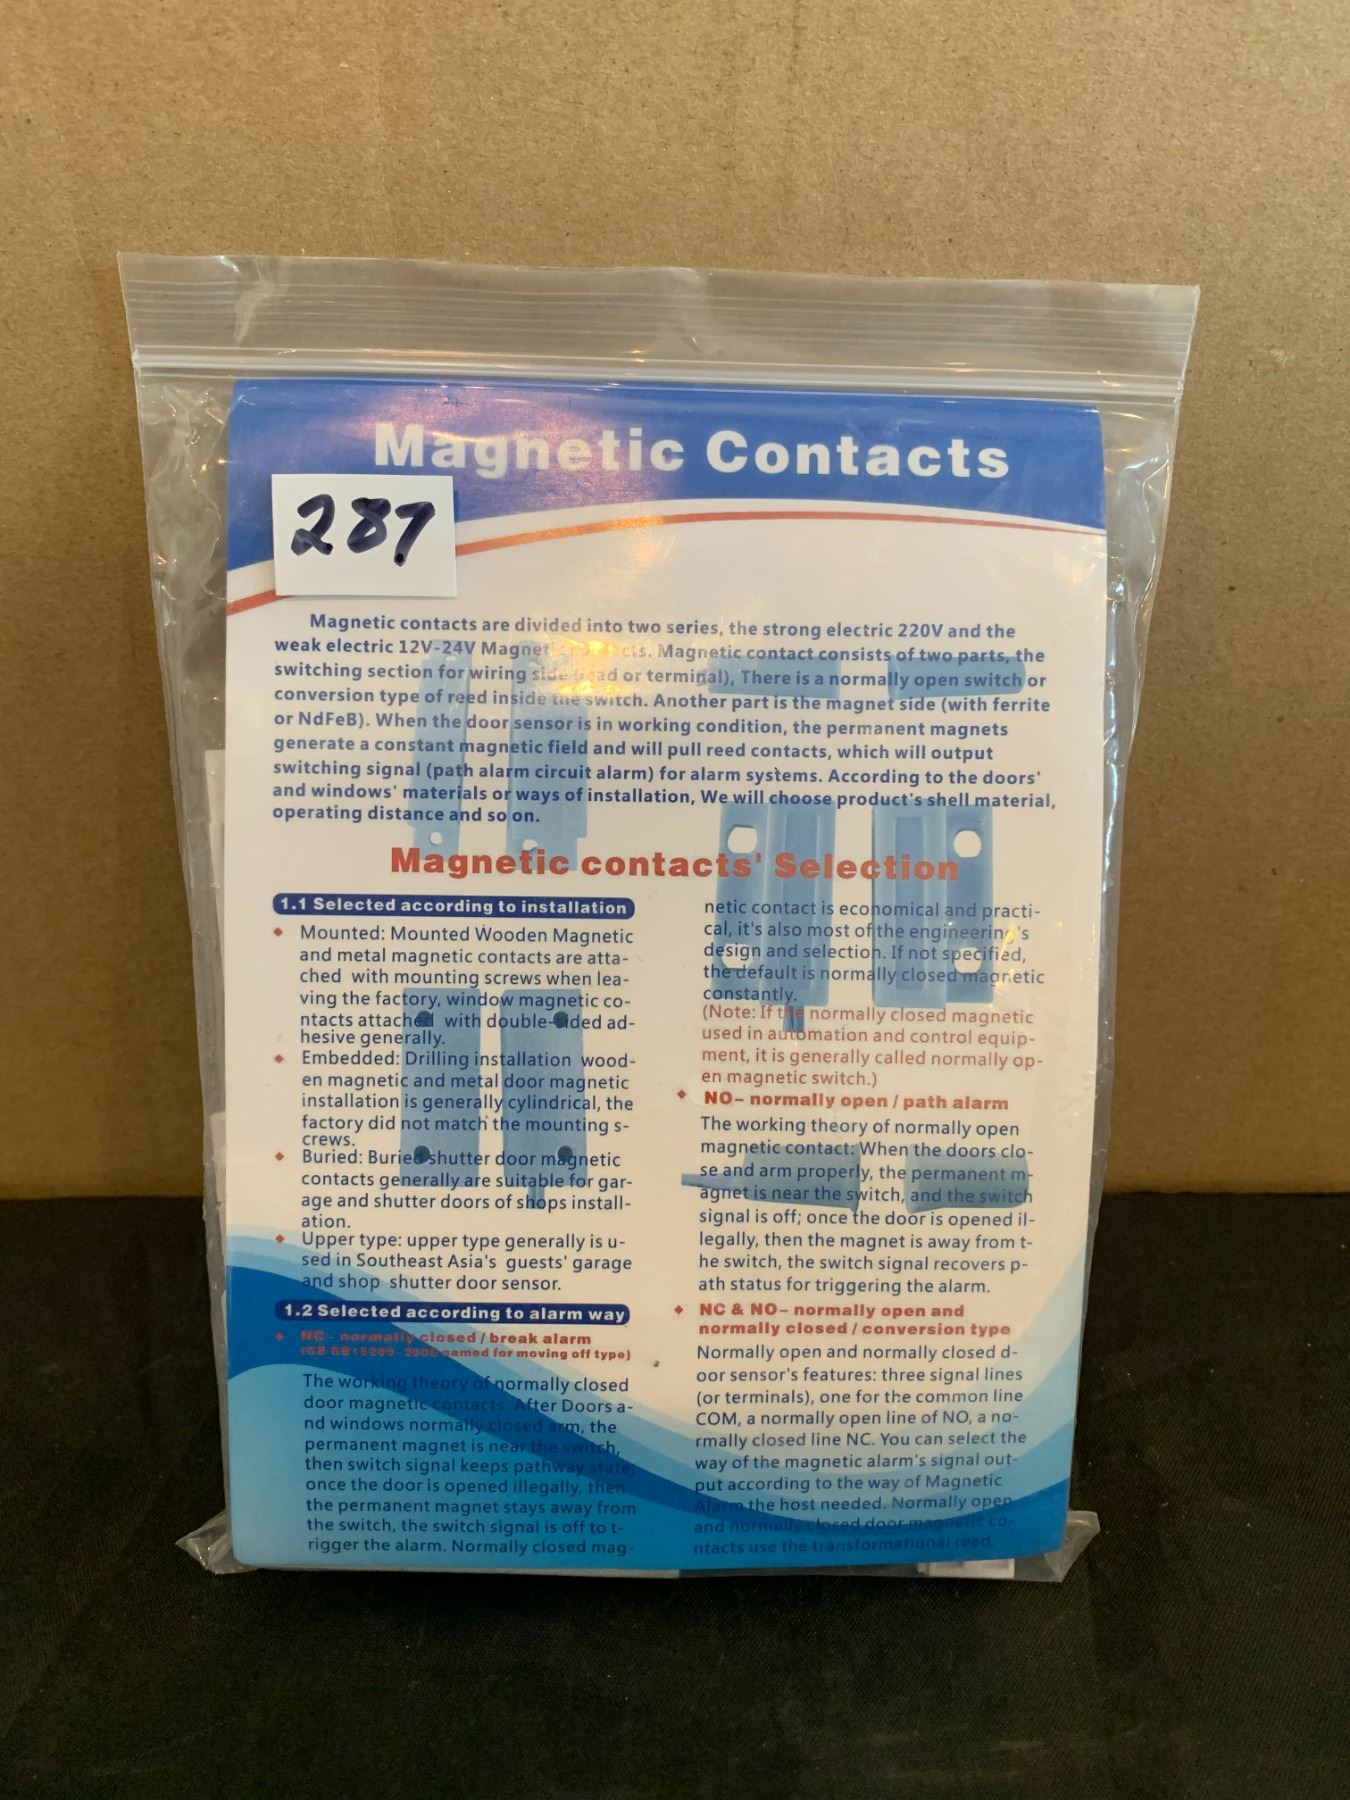 Magnetic Contacts
287
Magnetic contacts are divided into two series, the strong electric 220V and the
weak electric 12V-24V Magnetic contacts. Magnetic contact consists of two parts, the
switching section for wiring side (lead or terminal), There is a normally open switch or
conversion type of reed inside the switch. Another part is the magnet side (with ferrite
or NdFeB). When the door sensor is in working condition, the permanent magnets
generate a constant magnetic field and will pull reed contacts, which will output
switching signal (path alarm circuit alarm) for alarm systems. According to the doors'
and windows' materials or ways of installation, We will choose product's shell material,
operating distance and so on.
Magnetic contacts' Selection
1.1 Selected according to installation
Mounted: Mounted Wooden Magnetic
and metal magnetic contacts are atta-
ched with mounting screws when lea-
ving the factory, window magnetic co-
ntacts attached with double-sided ad-
hesive generally.
Embedded: Drilling installation wood-
en magnetic and metal door magnetic
installation is generally cylindrical, the
factory did not match the mounting s-
crews.
Buried: Buried shutter door magnetic
contacts generally are suitable for gar-
age and shutter doors of shops install-
ation.
Upper type: upper type generally is u-
sed in Southeast Asia's guests' garage
and shop shutter door sensor.
1.2 Selected according to alarm way
NC- normally closed / break alarm
(GB GB15209-2006 named for moving off type)
The working theory of normally closed
door magnetic contacts: After Doors a-
nd windows normally closed arm, the
permanent magnet is near the switch,
then switch signal keeps pathway state;
once the door is opened illegally, then
the permanent magnet stays away from
the switch, the switch signal is off to t-
rigger the alarm. Normally closed mag-
netic contact is economical and practi-
cal, it's also most of the engineering's
design and selection. If not specified,
the default is normally closed magnetic
constantly.
(Note: If the normally closed magnetic
used in automation and control equip-
ment, it is generally called normally op-
en magnetic switch.)
NO- normally open / path alarm
The working theory of normally open
magnetic contact: When the doors clo-
se and arm properly, the permanent m-
agnet is near the switch, and the switch
signal is off; once the door is opened il-
legally, then the magnet is away from t-
he switch, the switch signal recovers p-
ath status for triggering the alarm.
NC & NO- normally open and
normally closed / conversion type
Normally open and normally closed d-
oor sensor's features: three signal lines
(or terminals), one for the common line
COM, a normally open line of NO, a no-
rmally closed line NC. You can select the
way of the magnetic alarm's signal out-
put according to the way of Magnetic
Alarm the host needed. Normally open
and normally closed door magnetic co-
ntacts use the transformational reed.